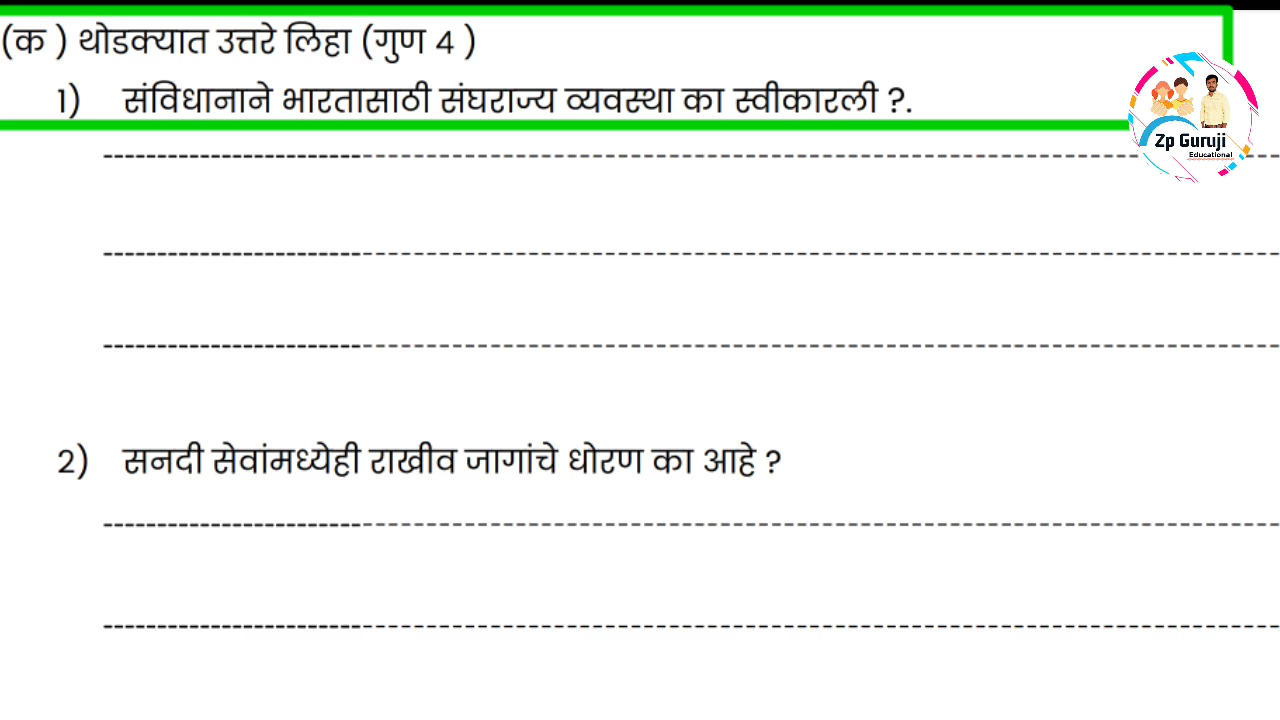 (क ) थोडक्यात उत्तरे लिहा (गुण 4 )
1) संविधानाने भारतासाठी संघराज्य व्यवस्था का स्वीकारली ?.
Zp Guruji
Educational
2) सनदी सेवांमध्येही राखीव जागांचे धोरण का आहे ?